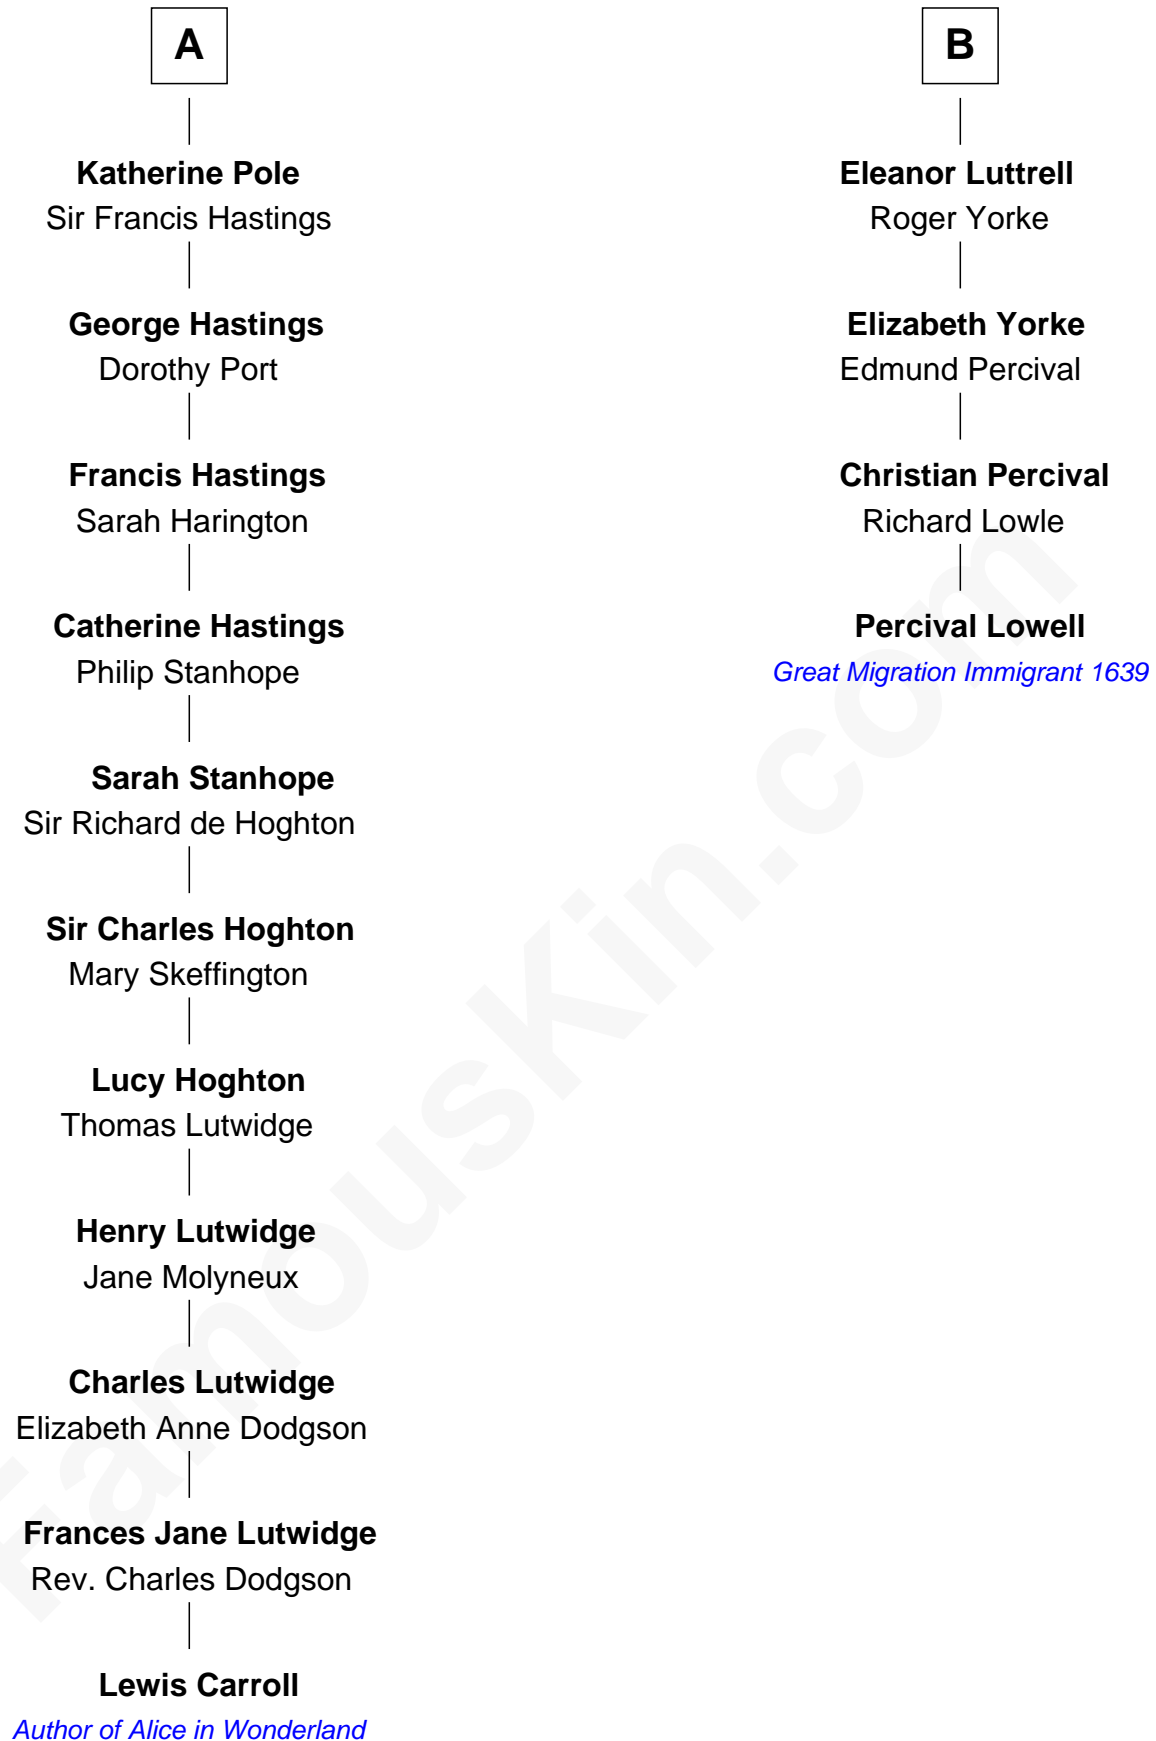 A
Katherine Pole
Sir Francis Hastings
George Hastings
Dorothy Port
Francis Hastings
Sarah Harington
Catherine Hastings
Philip Stanhope
Sarah Stanhope
Sir Richard de Hoghton
Sir Charles Hoghton
Mary Skeffington
Lucy Hoghton
Thomas Lutwidge
Henry Lutwidge
Jane Molyneux
Charles Lutwidge
Elizabeth Anne Dodgson
Frances Jane Lutwidge
Rev. Charles Dodgson
Lewis Carroll
Author of Alice in Wonderland
B
Eleanor Luttrell
Roger Yorke
Elizabeth Yorke
Edmund Percival
Christian Percival
Richard Lowle
Percival Lowell
Great Migration Immigrant 1639
FamousKin.com